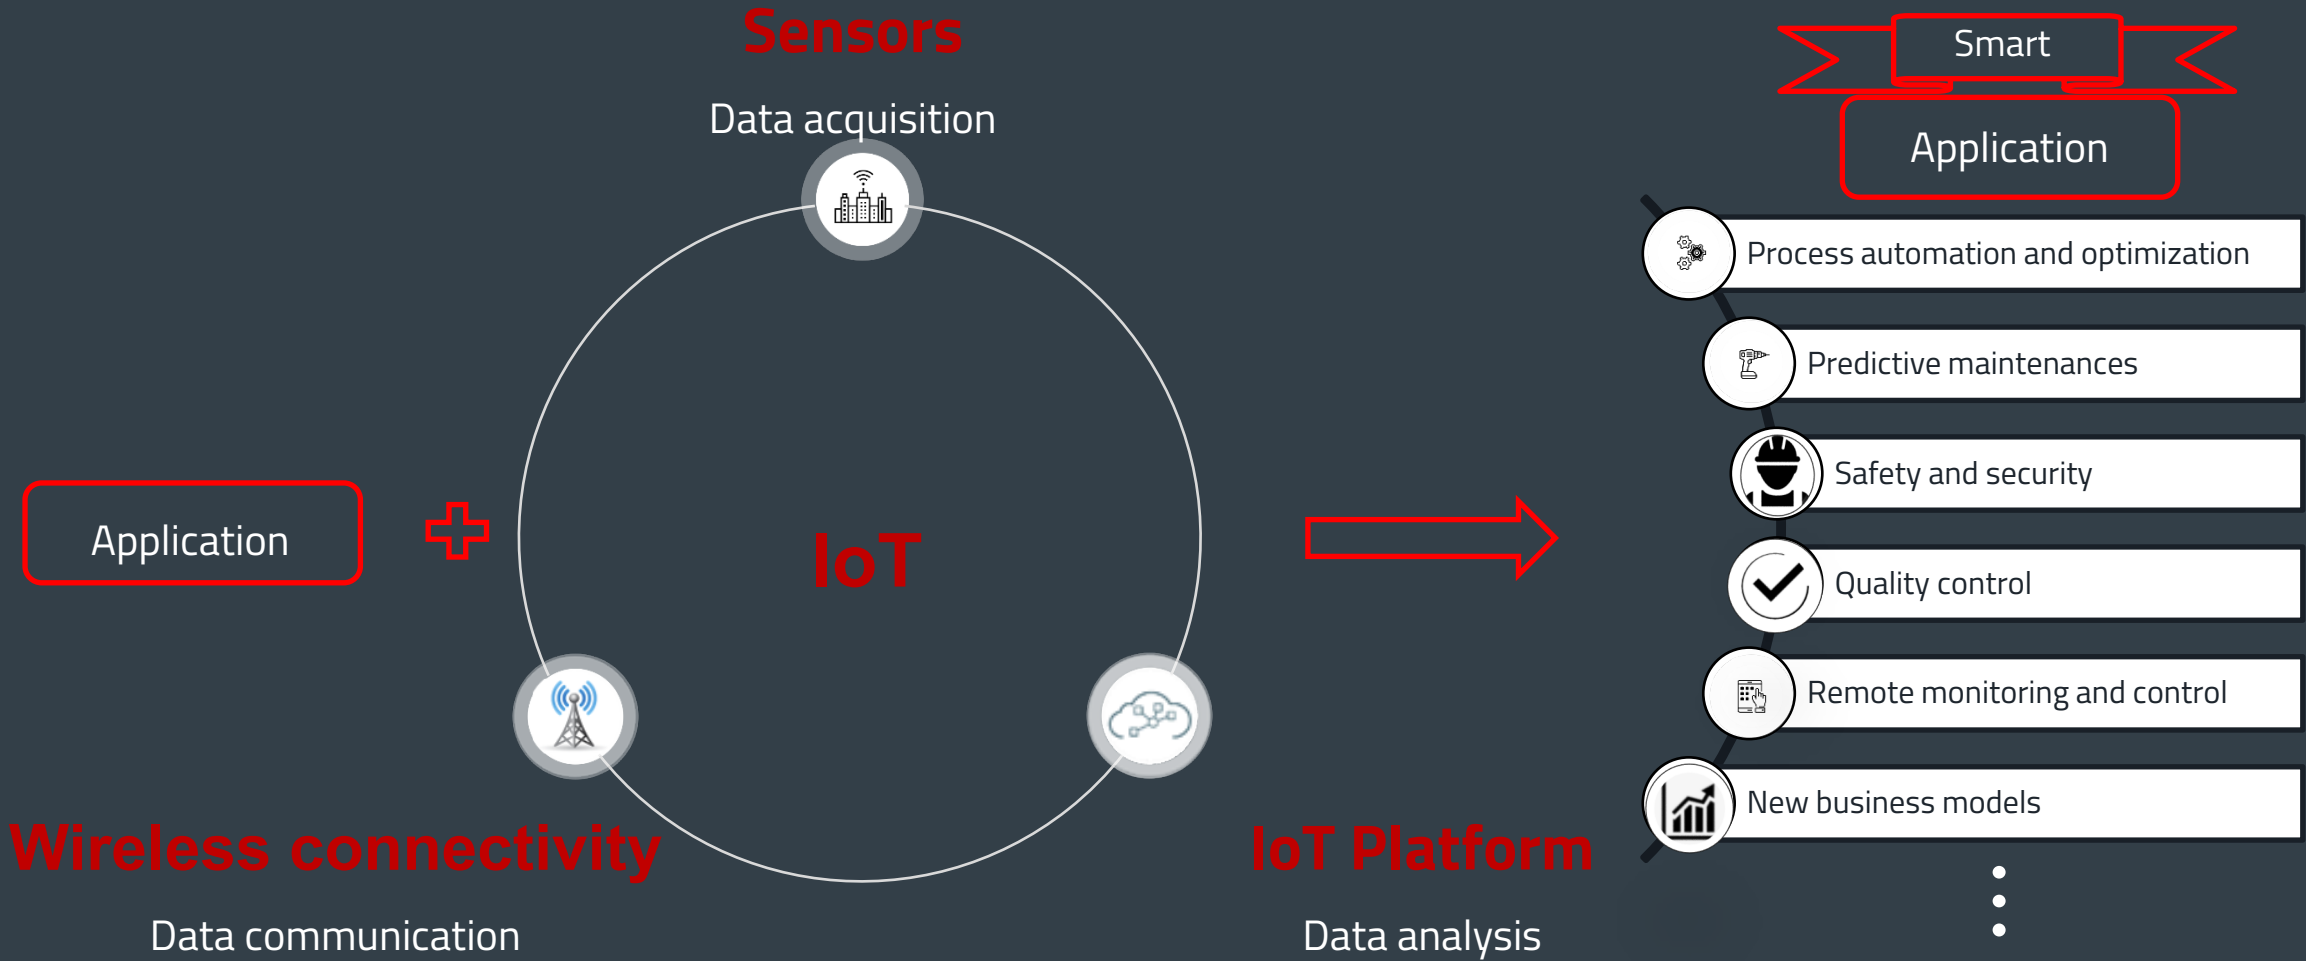 Sensors
Data acquisition
Application
IoT
Wireless connectivity
Data communication
IoT Platform
Data analysis
Smart
Application
Process automation and optimization
Predictive maintenances
Safety and security
Quality control
Remote monitoring and control
New business models